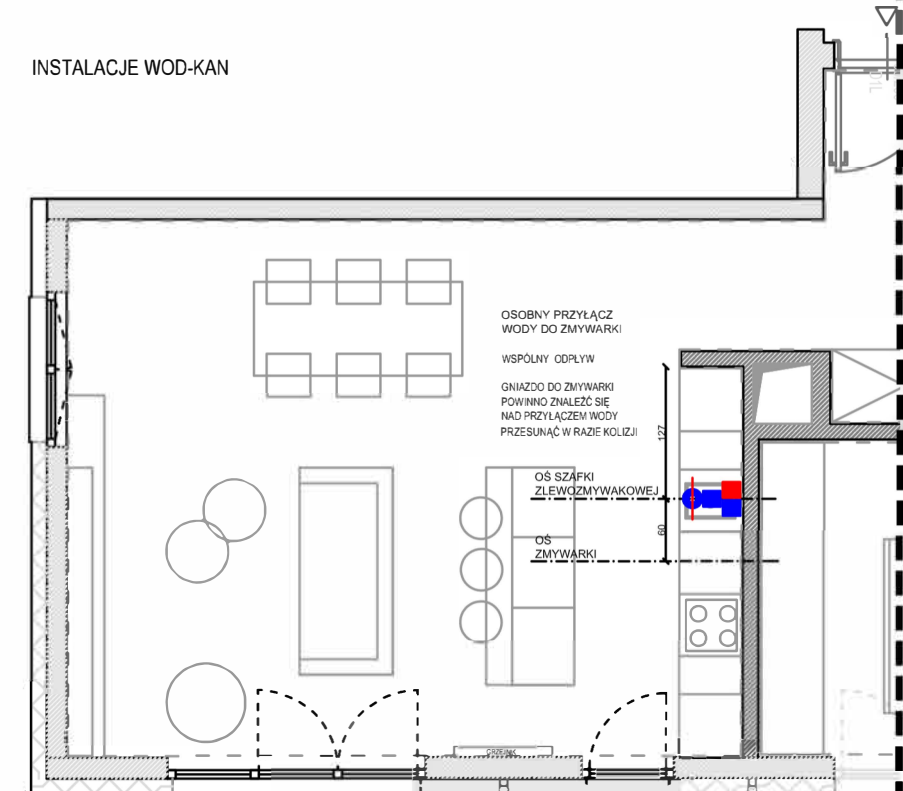 INSTALACJE WOD-KAN
OSOBNY PRZYŁĄCZ
WODY DO ZMYWARKI
WSPÓLNY ODPŁYW
GNIAZDO DO ZMYWARKI
POWINNO ZNALEŹĆ SIĘ
NAD PRZYŁĄCZEM WODY
PRZESUNĄĆ W RAZIE KOLIZJI
127
OŚ SZAFKI
ZLEWOZMYWAKOWEJ
60
OŚ
ZMYWARKI
GRZEJNIK